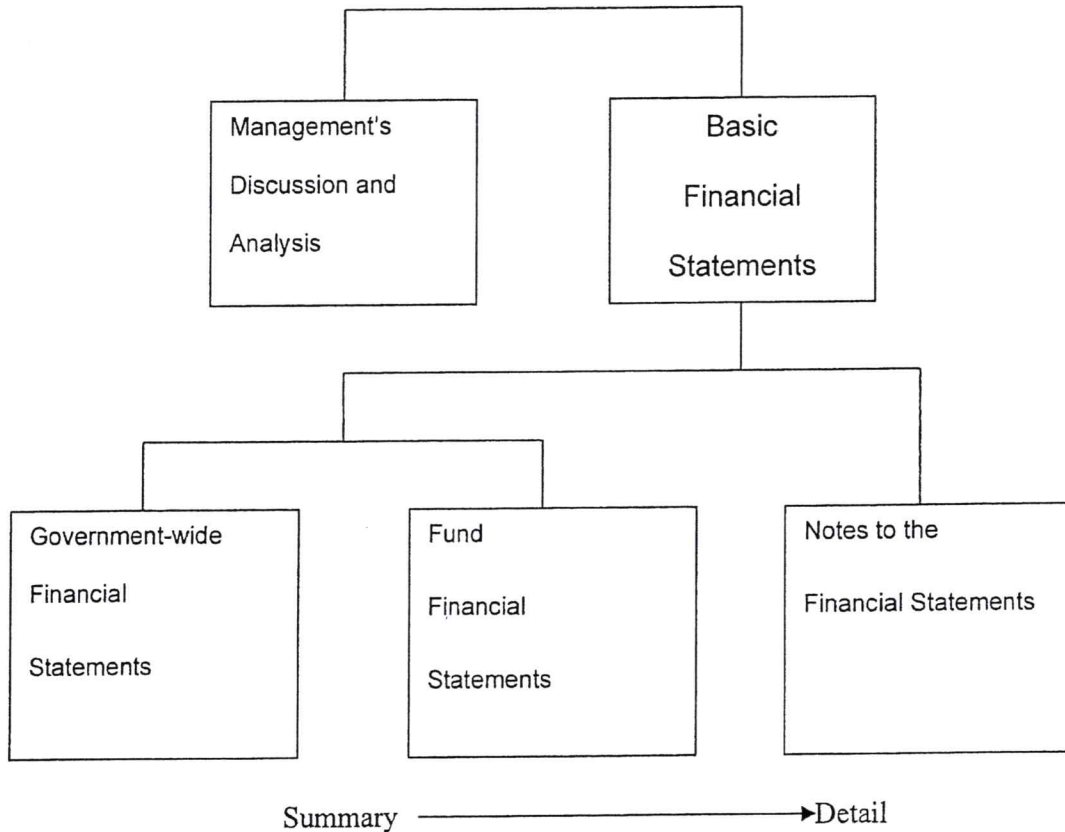 Management's
Discussion and
Analysis
Basic
Financial
Statements
Government-wide
Financial
Statements
Fund
Financial
Statements
Notes to the
Financial Statements
Summary
Detail